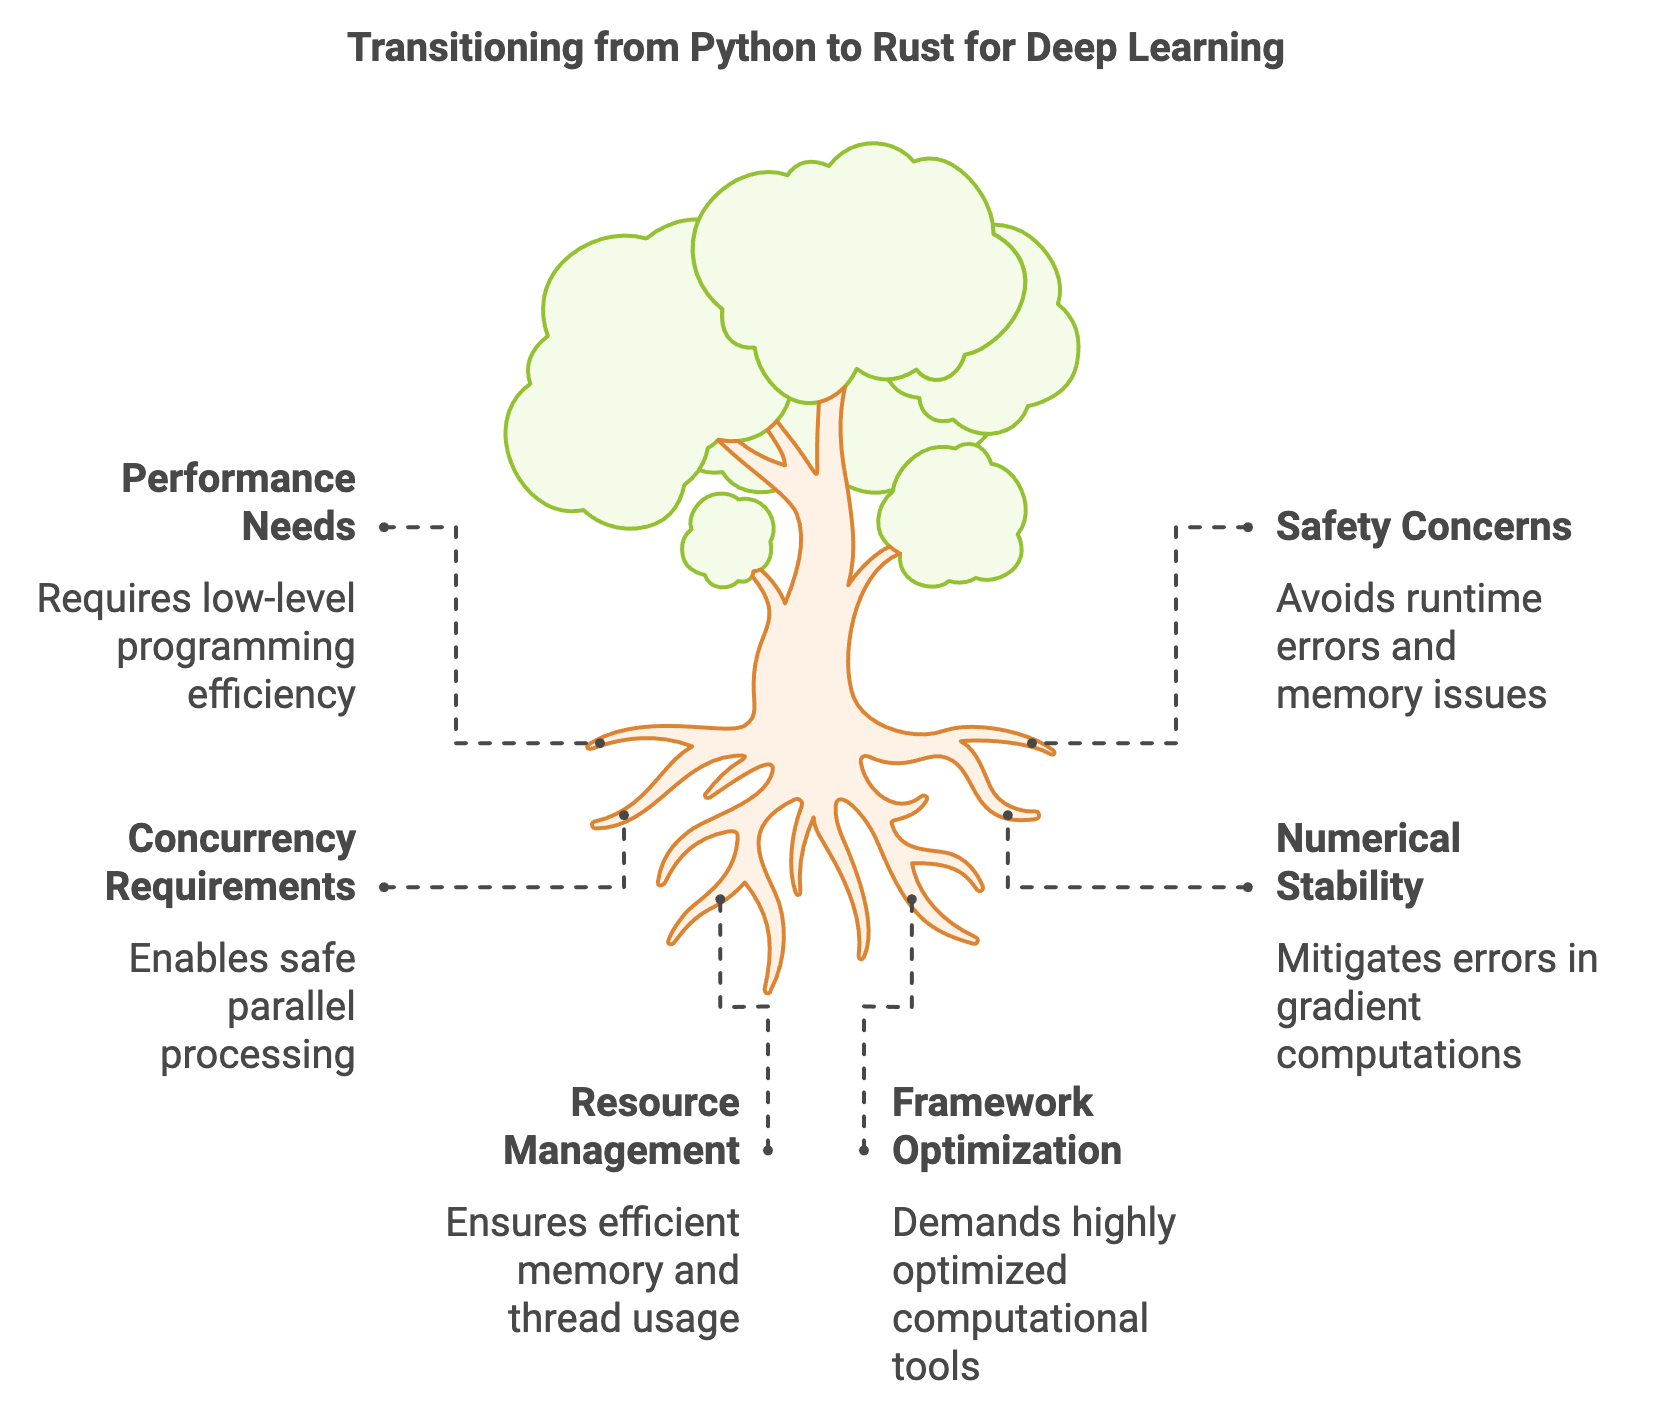 Transitioning from Python to Rust for Deep Learning
Performance
Needs
Requires low-level
programming
efficiency
Safety Concerns
Avoids runtime
errors and
memory issues
Concurrency
Requirements
Enables safe
parallel
processing
Numerical
Stability
Mitigates errors in
gradient
computations
Resource
Management
Ensures efficient
memory and
thread usage
Framework
Optimization
Demands highly
optimized
computational
tools